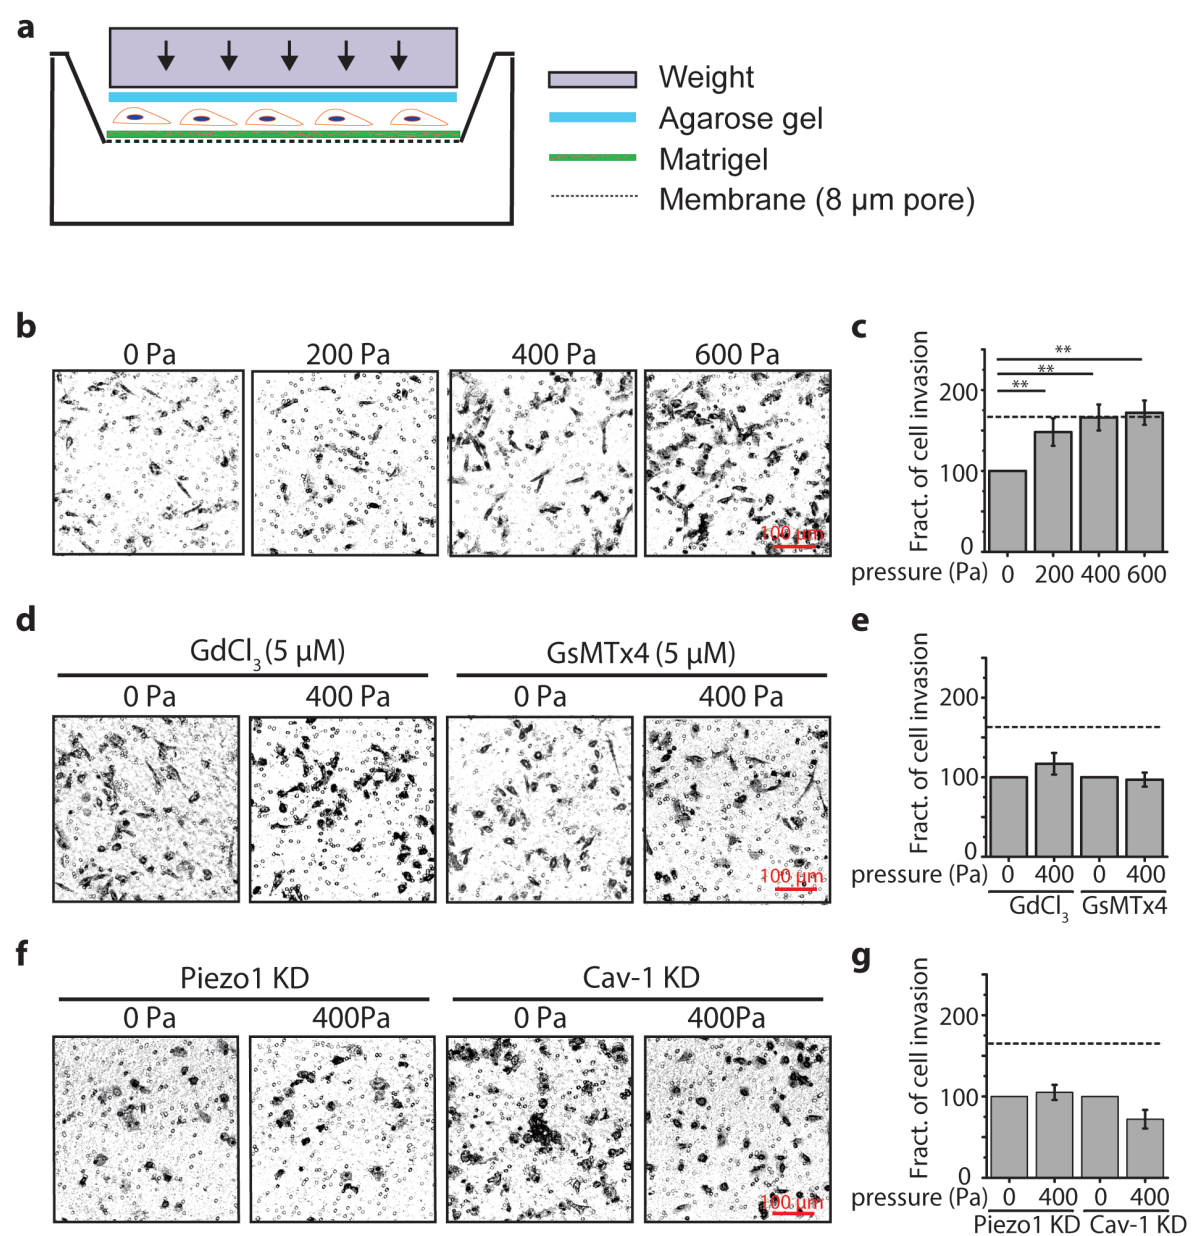 a
Weight
Agarose gel
Matrigel
Membrane (8 μm pore)
b
0 Pa
200 Pa
400 Pa
600 Pa
100 μm
c
Fract. of cell invasion
200
100
0
**
**
**
pressure (Pa)
0 200 400 600
d
GdCl3 (5 μM)
GsMTx4 (5 μM)
0 Pa
400 Pa
0 Pa
400 Pa
100 μm
e
Fract. of cell invasion
200
100
0
pressure (Pa)
0 400 0 400
GdCl3 GsMTx4
f
Piezo1 KD
Cav-1 KD
0 Pa
400Pa
0 Pa
400Pa
100 μm
g
Fract. of cell invasion
200
100
0
pressure (Pa)
0 400 0 400
Piezo1 KD Cav-1 KD